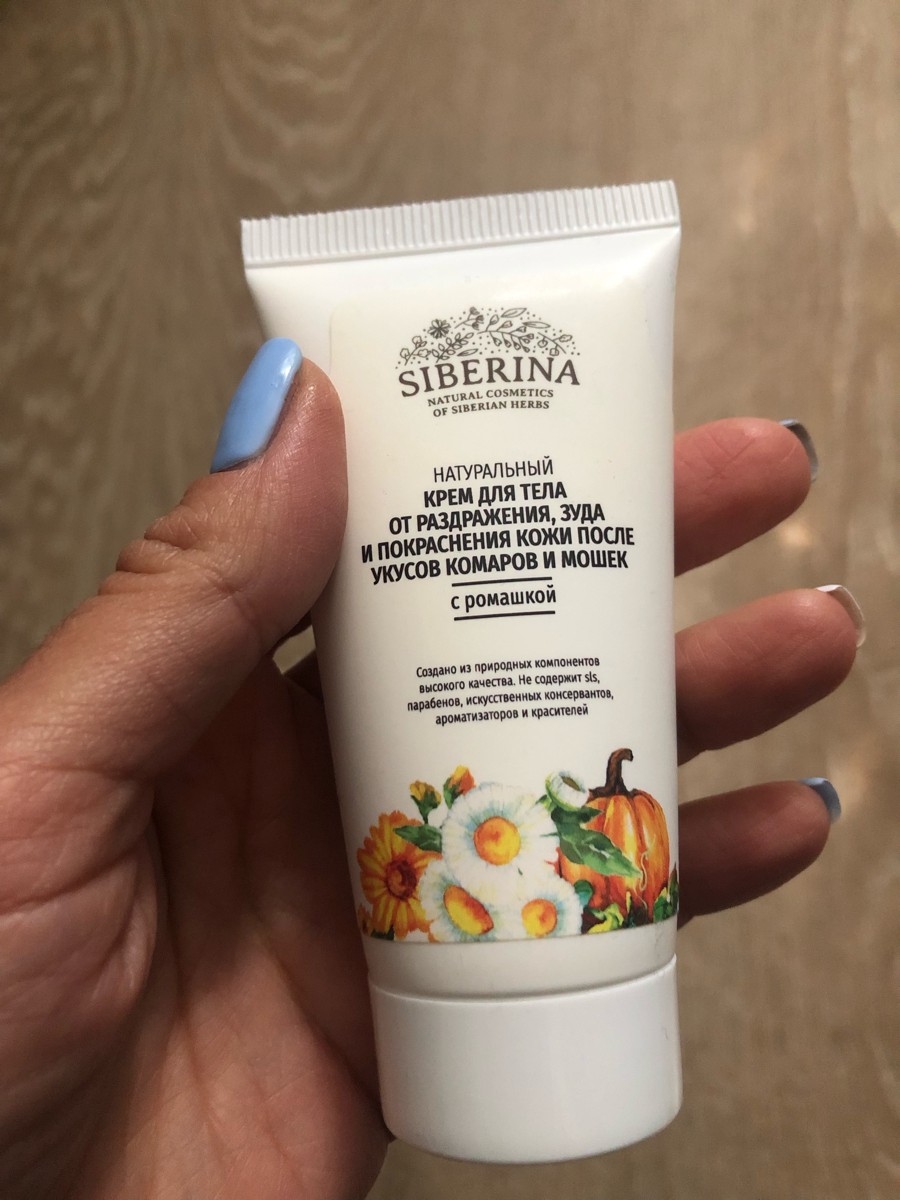 SIBERINA
NATURAL COSMETICS
OF SIBERIAN HERBS
НАТУРАЛЬНЫЙ
КРЕМ ДЛЯ ТЕЛА
ОТ РАЗДРАЖЕНИЯ, ЗУДА
И ПОКРАСНЕНИЯ КОЖИ ПОСЛЕ
УКУСОВ КОМАРОВ И МОШЕК
с ромашкой
Создано из природных компонентов
высокого качества. Не содержит sls,
парабенов, искусственных консервантов,
ароматизаторов и красителей